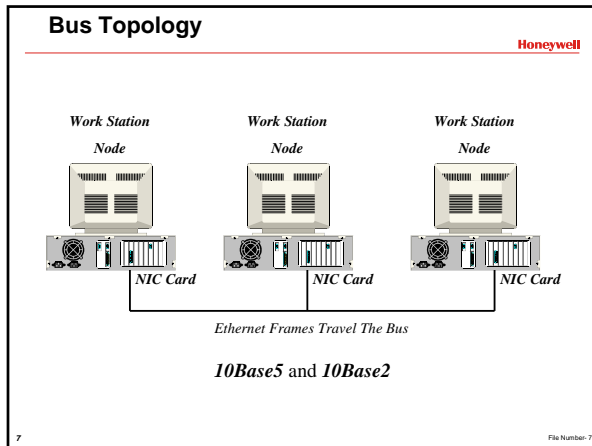 Bus Topology
Honeywell
Work Station Work Station Work Station
Node Node Node
NIC Card NIC Card NIC Card
Ethernet Frames Travel The Bus
10Base5 and 10Base2
7 File Number- 7